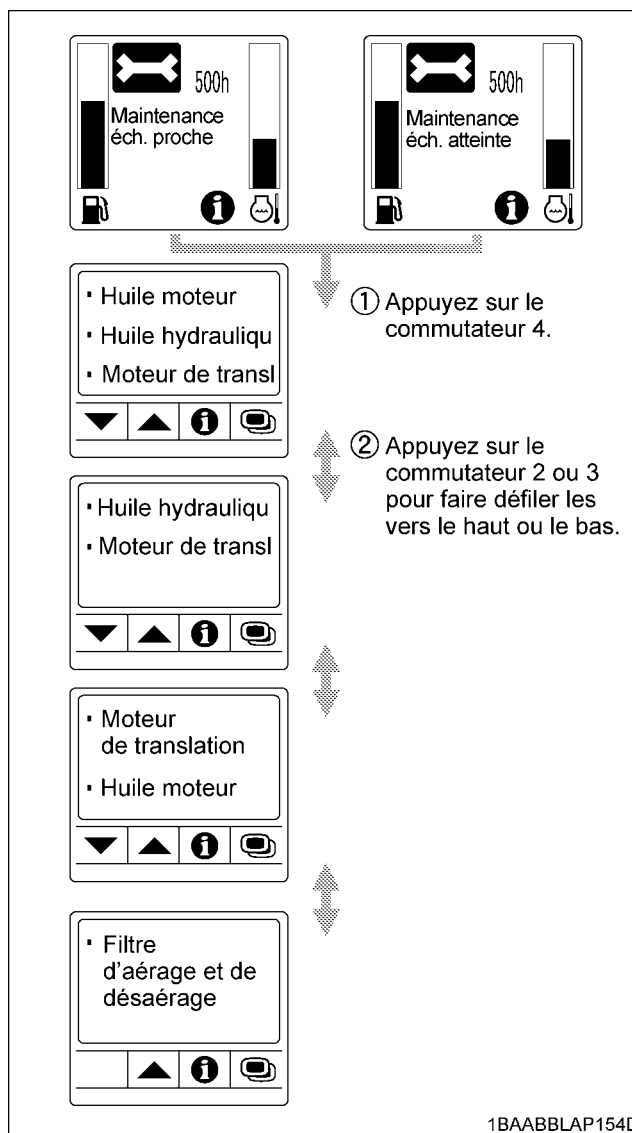 500h
Maintenance
éch. proche
500h
Maintenance
éch. atteinte
· Huile moteur
· Huile hydrauliqu
· Moteur de transl
① Appuyez sur le
commutateur 4.
② Appuyez sur le
commutateur 2 ou 3
pour faire défiler les
vers le haut ou le bas.
· Huile hydrauliqu
· Moteur de transl
· Moteur
de translation
· Huile moteur
· Filtre
d'aérage et de
désaérage
1BAABBLAP154D